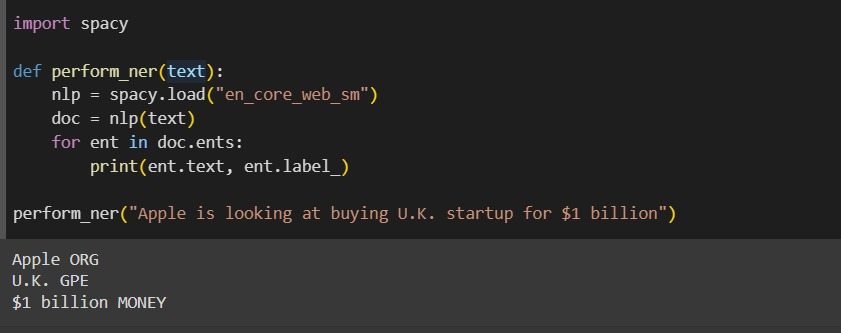 import spacy

def perform_ner(text):
    nlp = spacy.load("en_core_web_sm")
    doc = nlp(text)
    for ent in doc.ents:
        print(ent.text, ent.label_)

perform_ner("Apple is looking at buying U.K. startup for $1 billion")
Apple ORG
U.K. GPE
$1 billion MONEY